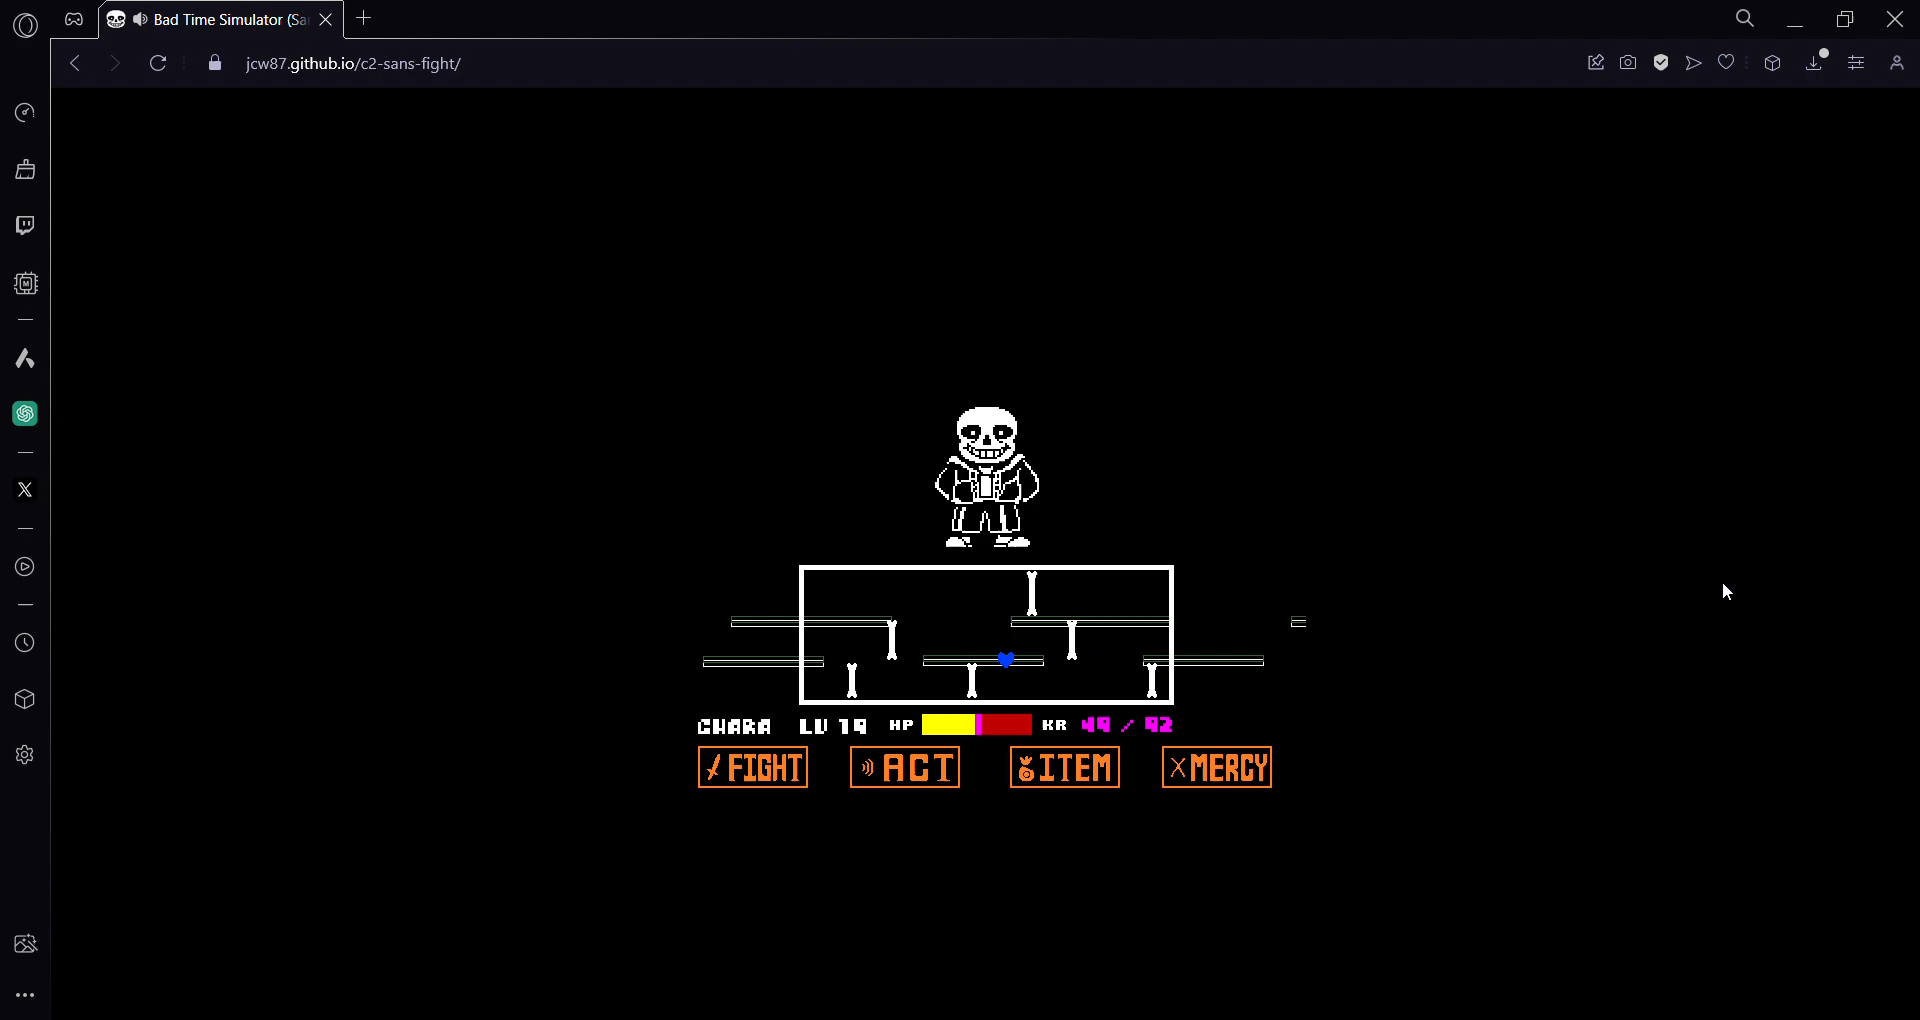 Bad Time Simulator (Sa
jcw87.github.io/c2-sans-fight/
CHARA LV 19 HP KR 49 / 92
FIGHT ACT ITEM MERCY